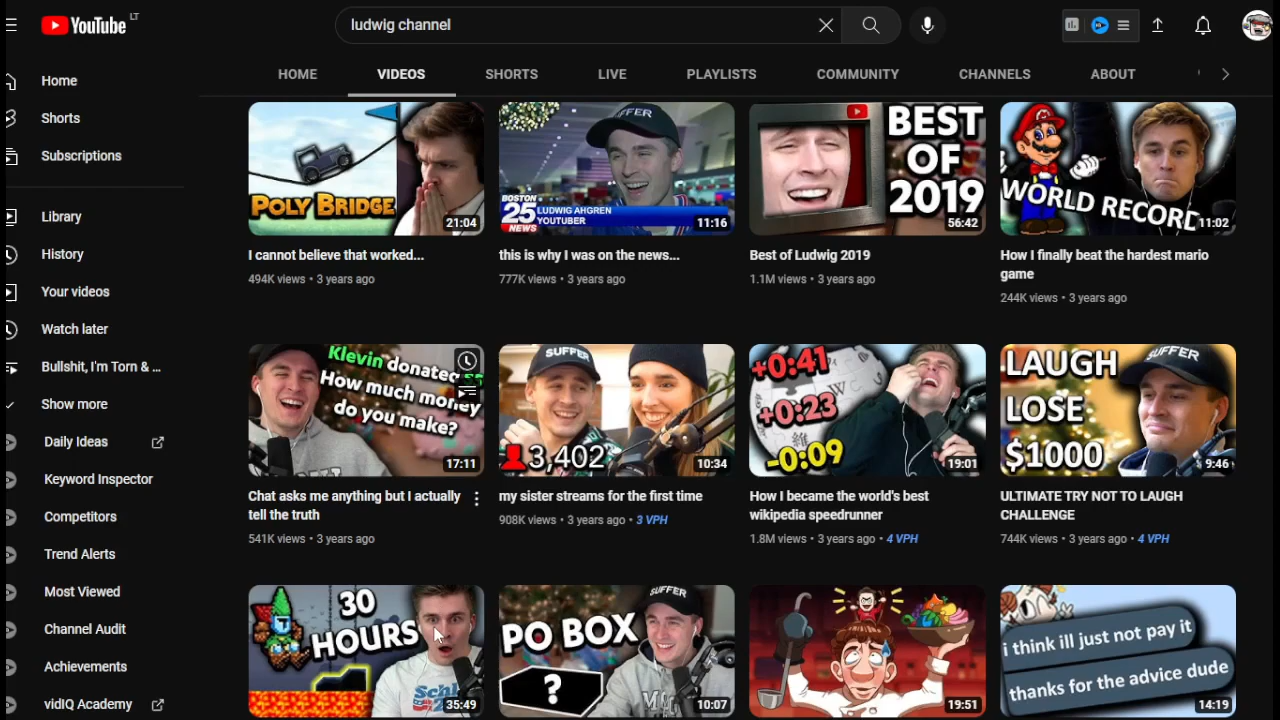 YouTube LT
ludwig channel
HOME VIDEOS SHORTS LIVE PLAYLISTS COMMUNITY CHANNELS ABOUT
Home
Shorts
Subscriptions
Library
History
Your videos
Watch later
Bullshit, I'm Torn & ...
Show more
Daily Ideas
Keyword Inspector
Competitors
Trend Alerts
Most Viewed
Channel Audit
Achievements
vidIQ Academy
POLY BRIDGE
21:04
I cannot believe that worked...
494K views • 3 years ago
SUFFER
BOSTON
25
NEWS
LUDWIG AHGREN
YOUTUBER
11:16
this is why I was on the news...
777K views • 3 years ago
BEST
OF
2019
56:42
Best of Ludwig 2019
1.1M views • 3 years ago
WORLD RECORD
11:02
How I finally beat the hardest mario
game
244K views • 3 years ago
Klevin donated
How much money
do you make?
17:11
Chat asks me anything but I actually
tell the truth
541K views • 3 years ago
SUFFER
3,402
10:34
my sister streams for the first time
908K views • 3 years ago • 3 VPH
+0:41
+0:23
-0:09
19:01
How I became the world's best
wikipedia speedrunner
1.8M views • 3 years ago • 4 VPH
LAUGH
LOSE
$1000
SUFFER
9:46
ULTIMATE TRY NOT TO LAUGH
CHALLENGE
744K views • 3 years ago • 4 VPH
30
HOURS
35:49
SUFFER
PO BOX
?
10:07
19:51
i think ill just not pay it
thanks for the advice dude
14:19